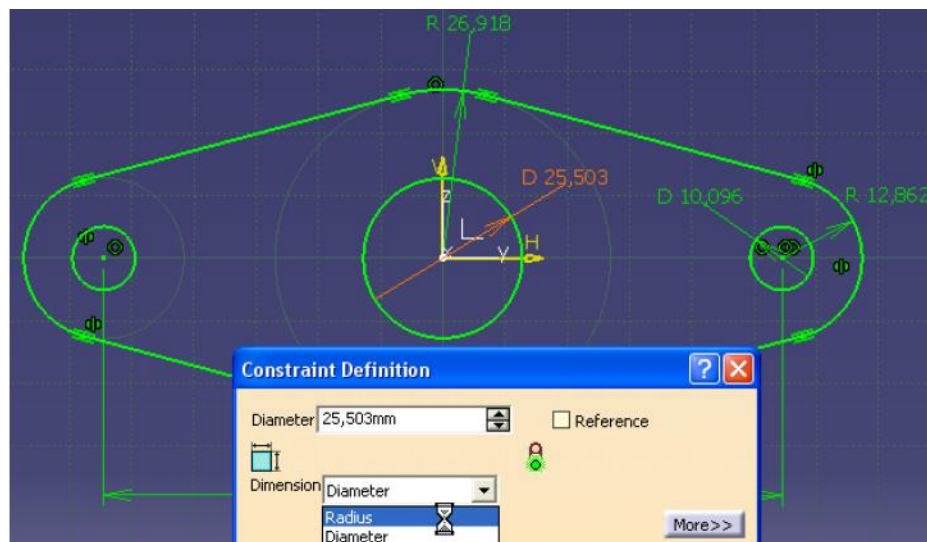 R 26,918
V
D 25,503
z
D 10,096
R 12,862
H
x
y
Constraint Definition
Diameter 25,503mm
Reference
Dimension Diameter
Radius
Diameter
More>>